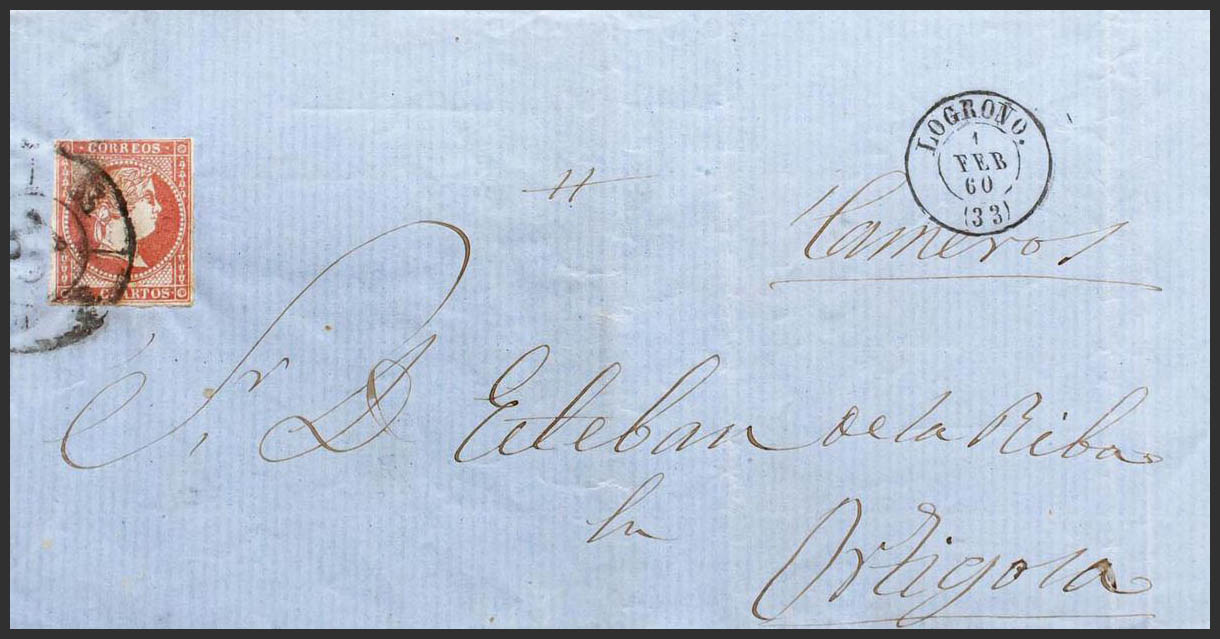 CORREOS
CUARTOS
LOGROÑO.
1
FEB
60
(33)
Cameros
Sr. D Esteban de la Riba
en
Ortigosa